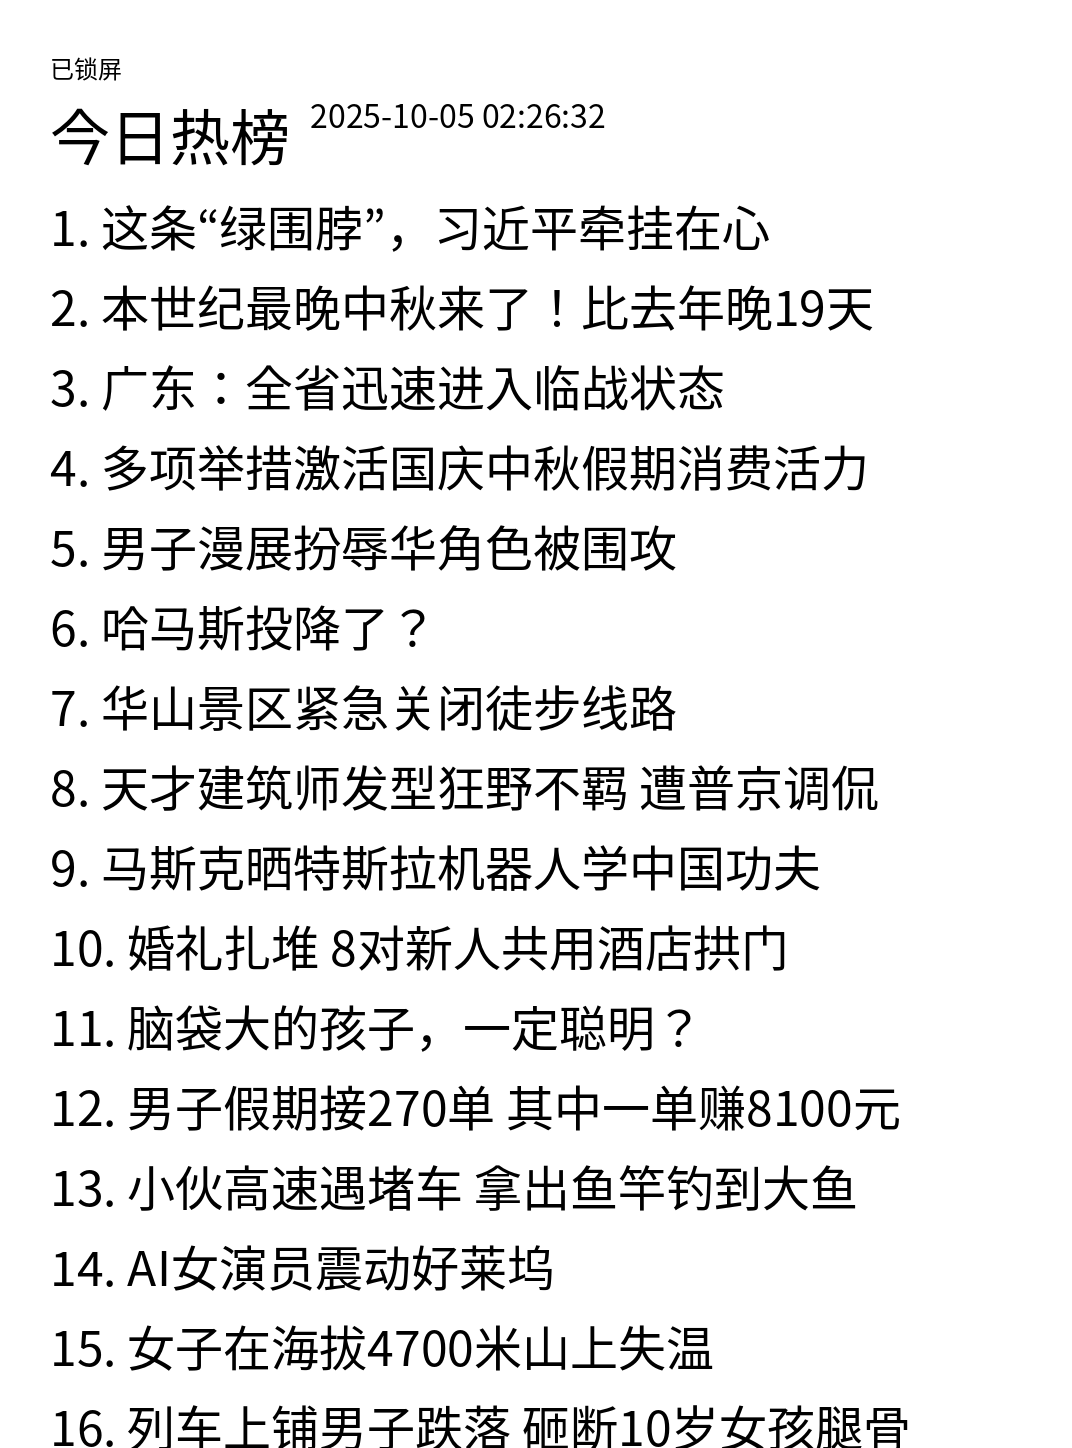 已锁屏
今日热榜 2025-10-05 02:26:32
1. 这条“绿围脖”，习近平牵挂在心
2. 本世纪最晚中秋来了！比去年晚19天
3. 广东：全省迅速进入临战状态
4. 多项举措激活国庆中秋假期消费活力
5. 男子漫展扮辱华角色被围攻
6. 哈马斯投降了？
7. 华山景区紧急关闭徒步线路
8. 天才建筑师发型狂野不羁 遭普京调侃
9. 马斯克晒特斯拉机器人学中国功夫
10. 婚礼扎堆 8对新人共用酒店拱门
11. 脑袋大的孩子，一定聪明？
12. 男子假期接270单 其中一单赚8100元
13. 小伙高速遇堵车 拿出鱼竿钓到大鱼
14. AI女演员震动好莱坞
15. 女子在海拔4700米山上失温
16. 列车上铺男子跌落 砸断10岁女孩腿骨